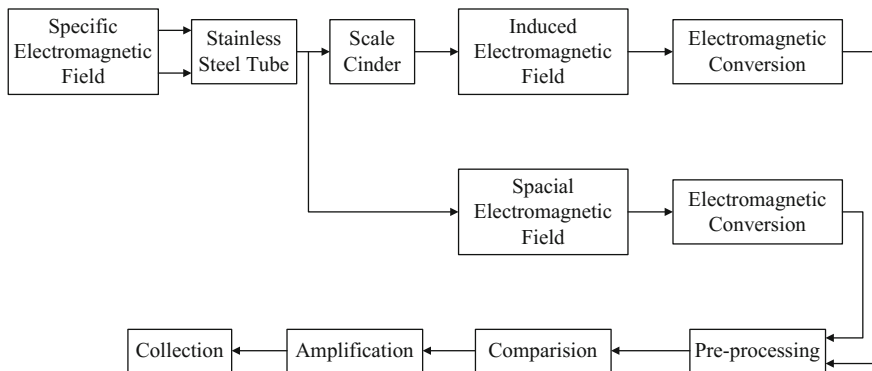 Specific
Electromagnetic
Field
Stainless
Steel Tube
Scale
Cinder
Induced
Electromagnetic
Field
Electromagnetic
Conversion
Spacial
Electromagnetic
Field
Electromagnetic
Conversion
Collection
Amplification
Comparision
Pre-processing